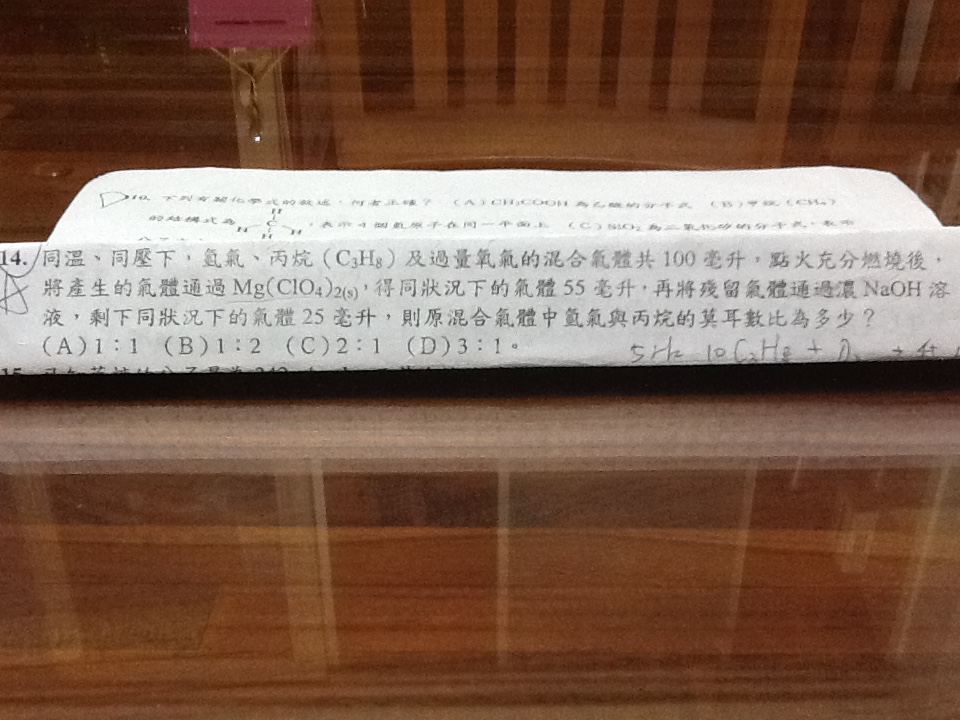 10. 下列有關化學式的敘述,何者正確? (A) CH₃COOH 為乙酸的分子式 (B) 甲烷 (CH₄)
的結構式為
H
H C H
H
,表示4個氫原子在同一平面上 (C) SiO₂ 為二氧化矽的分子式,表示
14. 同溫、同壓下,氫氣、丙烷(C₃H₈)及過量氧氣的混合氣體共 100 毫升,點火充分燃燒後,
將產生的氣體通過 Mg(ClO₄)₂(s),得同狀況下的氣體 55 毫升,再將殘留氣體通過濃 NaOH 溶
液,剩下同狀況下的氣體 25 毫升,則原混合氣體中氫氣與丙烷的莫耳數比為多少?
(A) 1:1 (B) 1:2 (C) 2:1 (D) 3:1。
5H₂ 10C₃H₈ +
15.